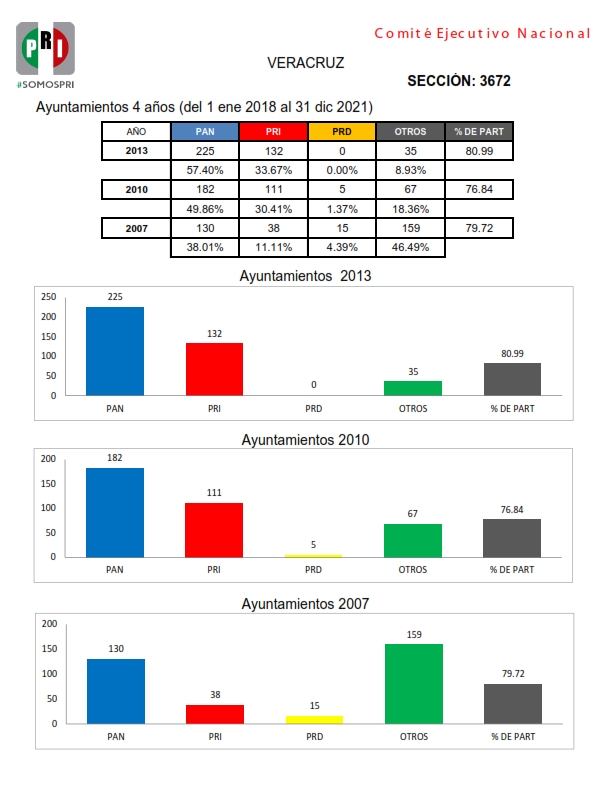 Comité Ejecutivo Nacional
PRI
#SOMOSPRI
VERACRUZ
SECCIÓN: 3672
Ayuntamientos 4 años (del 1 ene 2018 al 31 dic 2021)
AÑO PAN PRI PRD OTROS % DE PART
2013 225 132 0 35 80.99
57.40% 33.67% 0.00% 8.93%
2010 182 111 5 67 76.84
49.86% 30.41% 1.37% 18.36%
2007 130 38 15 159 79.72
38.01% 11.11% 4.39% 46.49%
Ayuntamientos 2013
250
200
150
100
50
0
225
132
0
35
80.99
PAN PRI PRD OTROS % DE PART
Ayuntamientos 2010
200
150
100
50
0
182
111
5
67
76.84
PAN PRI PRD OTROS % DE PART
Ayuntamientos 2007
200
150
100
50
0
130
38
15
159
79.72
PAN PRI PRD OTROS % DE PART